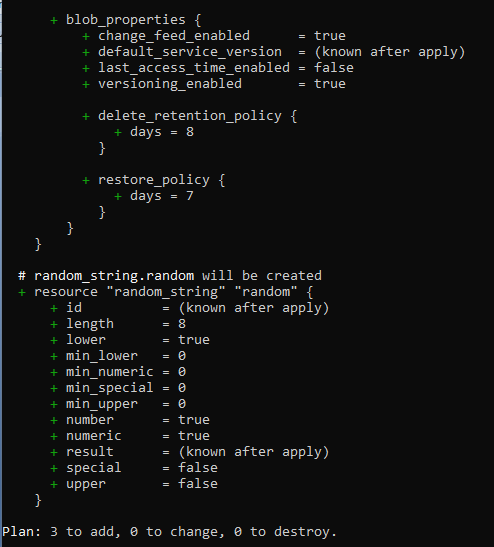 + blob_properties {
+ change_feed_enabled = true
+ default_service_version = (known after apply)
+ last_access_time_enabled = false
+ versioning_enabled = true
+ delete_retention_policy {
+ days = 8
}
+ restore_policy {
+ days = 7
}
}
}
# random_string.random will be created
+ resource "random_string" "random" {
+ id = (known after apply)
+ length = 8
+ lower = true
+ min_lower = 0
+ min_numeric = 0
+ min_special = 0
+ min_upper = 0
+ number = true
+ numeric = true
+ result = (known after apply)
+ special = false
+ upper = false
}
Plan: 3 to add, 0 to change, 0 to destroy.